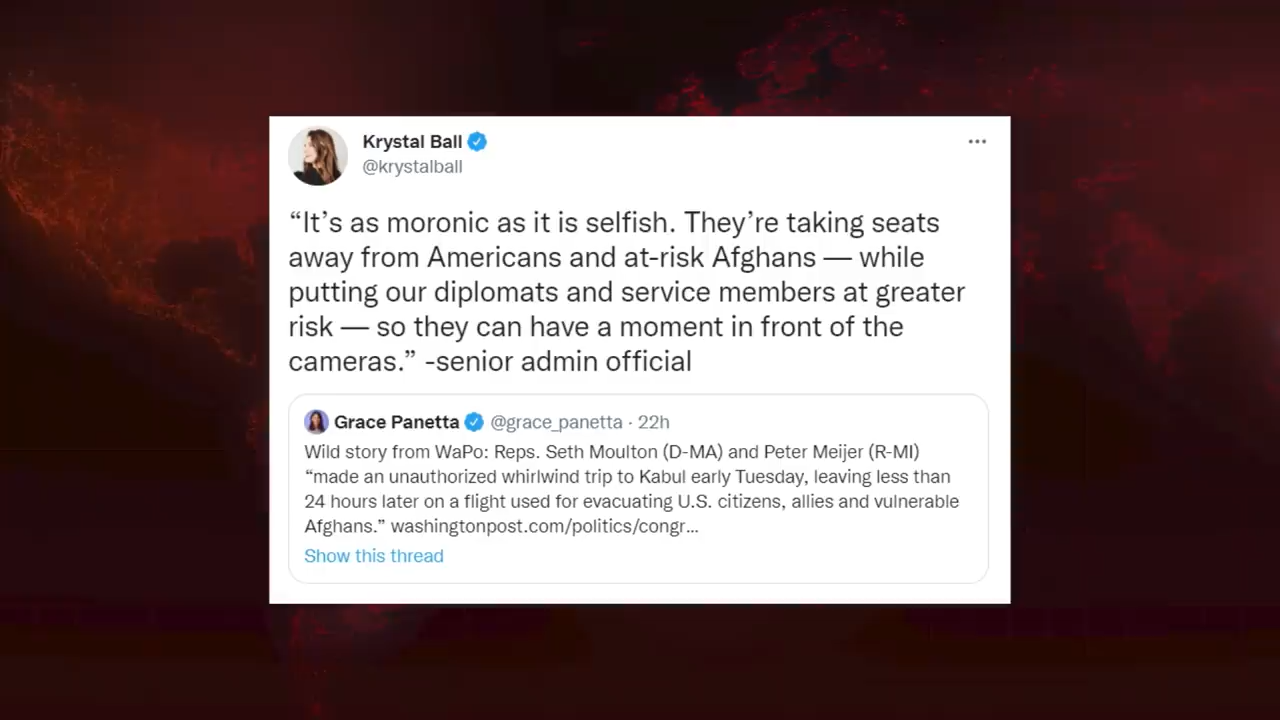 Krystal Ball
@krystalball
“It’s as moronic as it is selfish. They’re taking seats
away from Americans and at-risk Afghans — while
putting our diplomats and service members at greater
risk — so they can have a moment in front of the
cameras.” -senior admin official
Grace Panetta @grace_panetta · 22h
Wild story from WaPo: Reps. Seth Moulton (D-MA) and Peter Meijer (R-MI)
“made an unauthorized whirlwind trip to Kabul early Tuesday, leaving less than
24 hours later on a flight used for evacuating U.S. citizens, allies and vulnerable
Afghans.” washingtonpost.com/politics/congr…
Show this thread